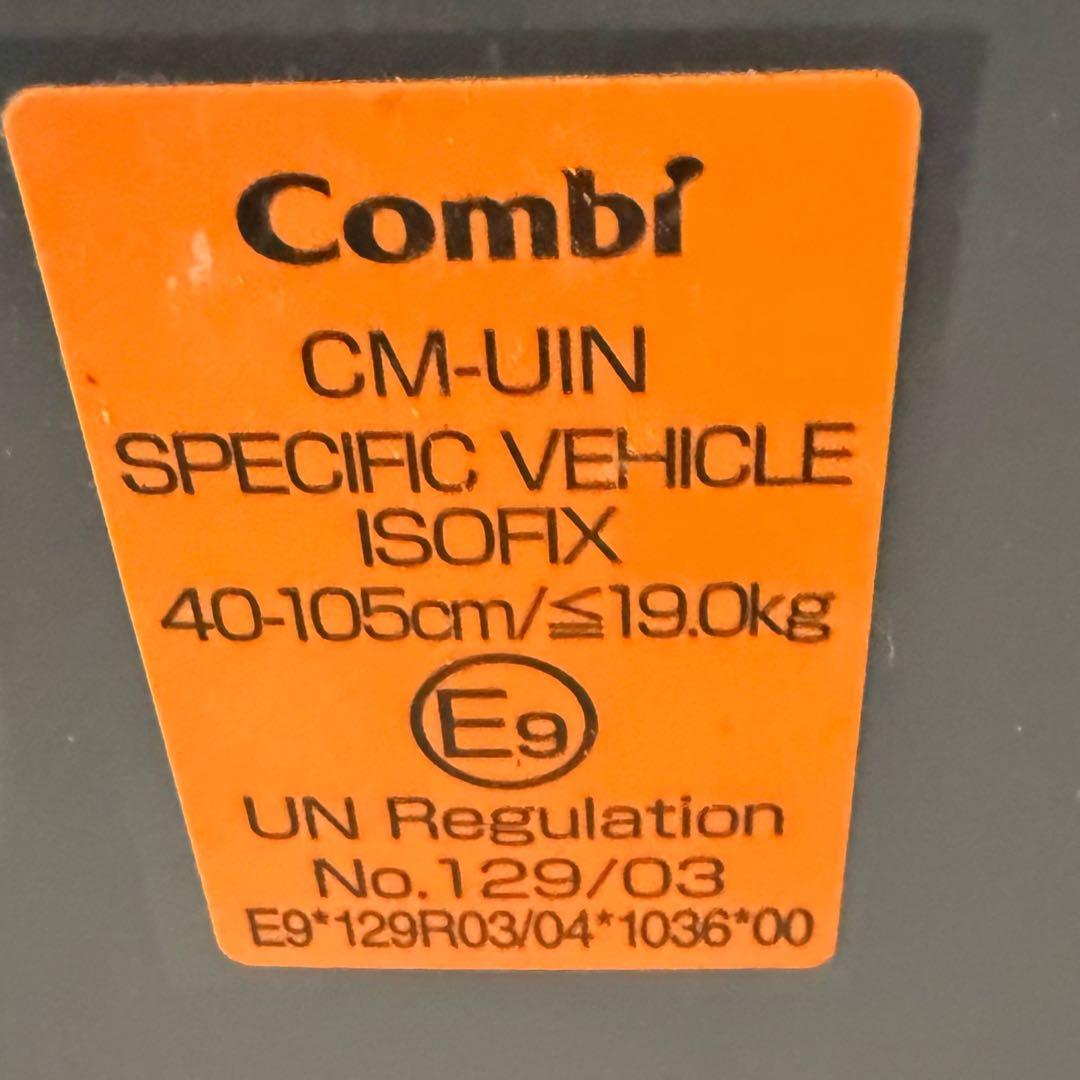 Combi
CM-UIN
SPECIFIC VEHICLE
ISOFIX
40-105cm/≦19.0kg
E9
UN Regulation
No.129/03
E9*129R03/04*1036*00